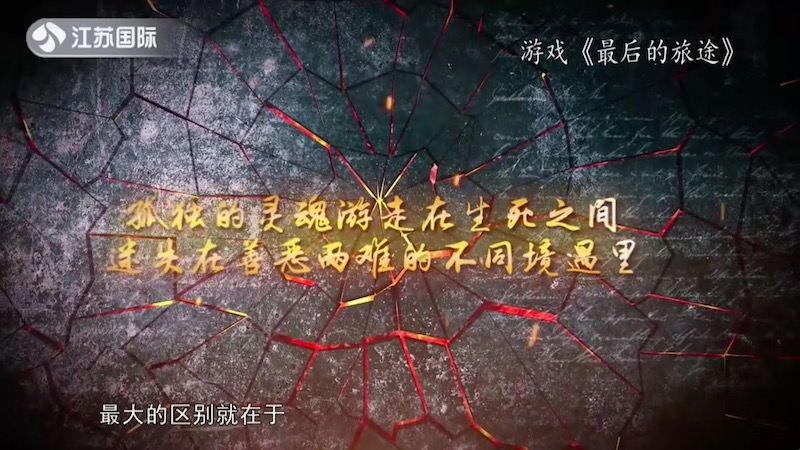 江苏国际
游戏《最后的旅途》
孤独的灵魂游走在生死之间
迷失在善恶两难的不同境遇里
最大的区别就在于